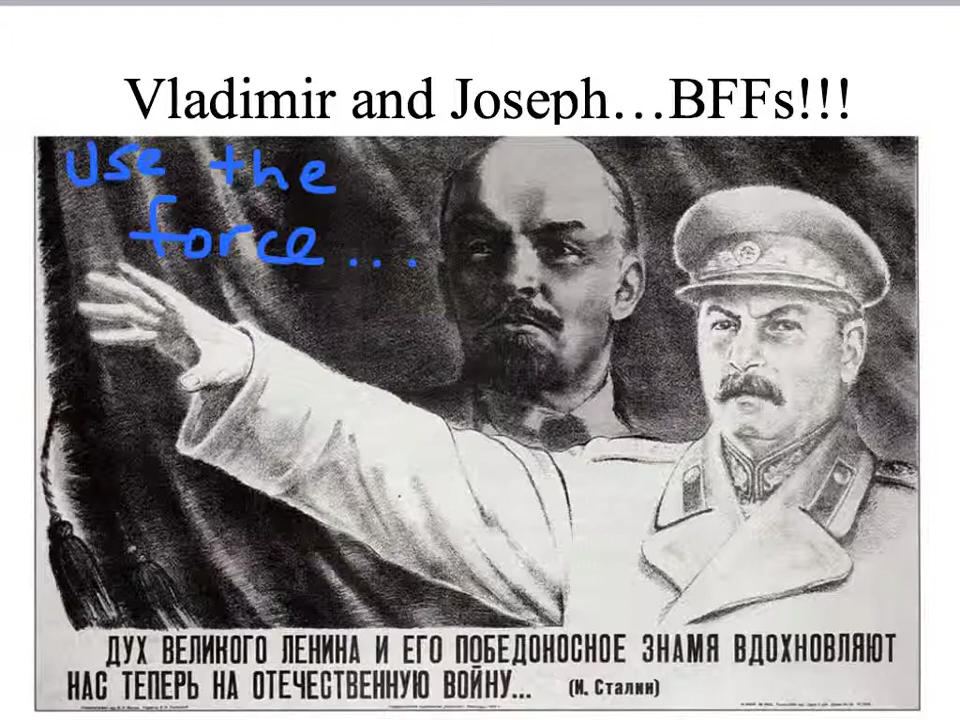 Vladimir and Joseph…BFFs!!!
use the
force...
ДУХ ВЕЛИКОГО ЛЕНИНА И ЕГО ПОБЕДОНОСНОЕ ЗНАМЯ ВДОХНОВЛЯЮТ
НАС ТЕПЕРЬ НА ОТЕЧЕСТВЕННУЮ ВОЙНУ... (И. Сталин)